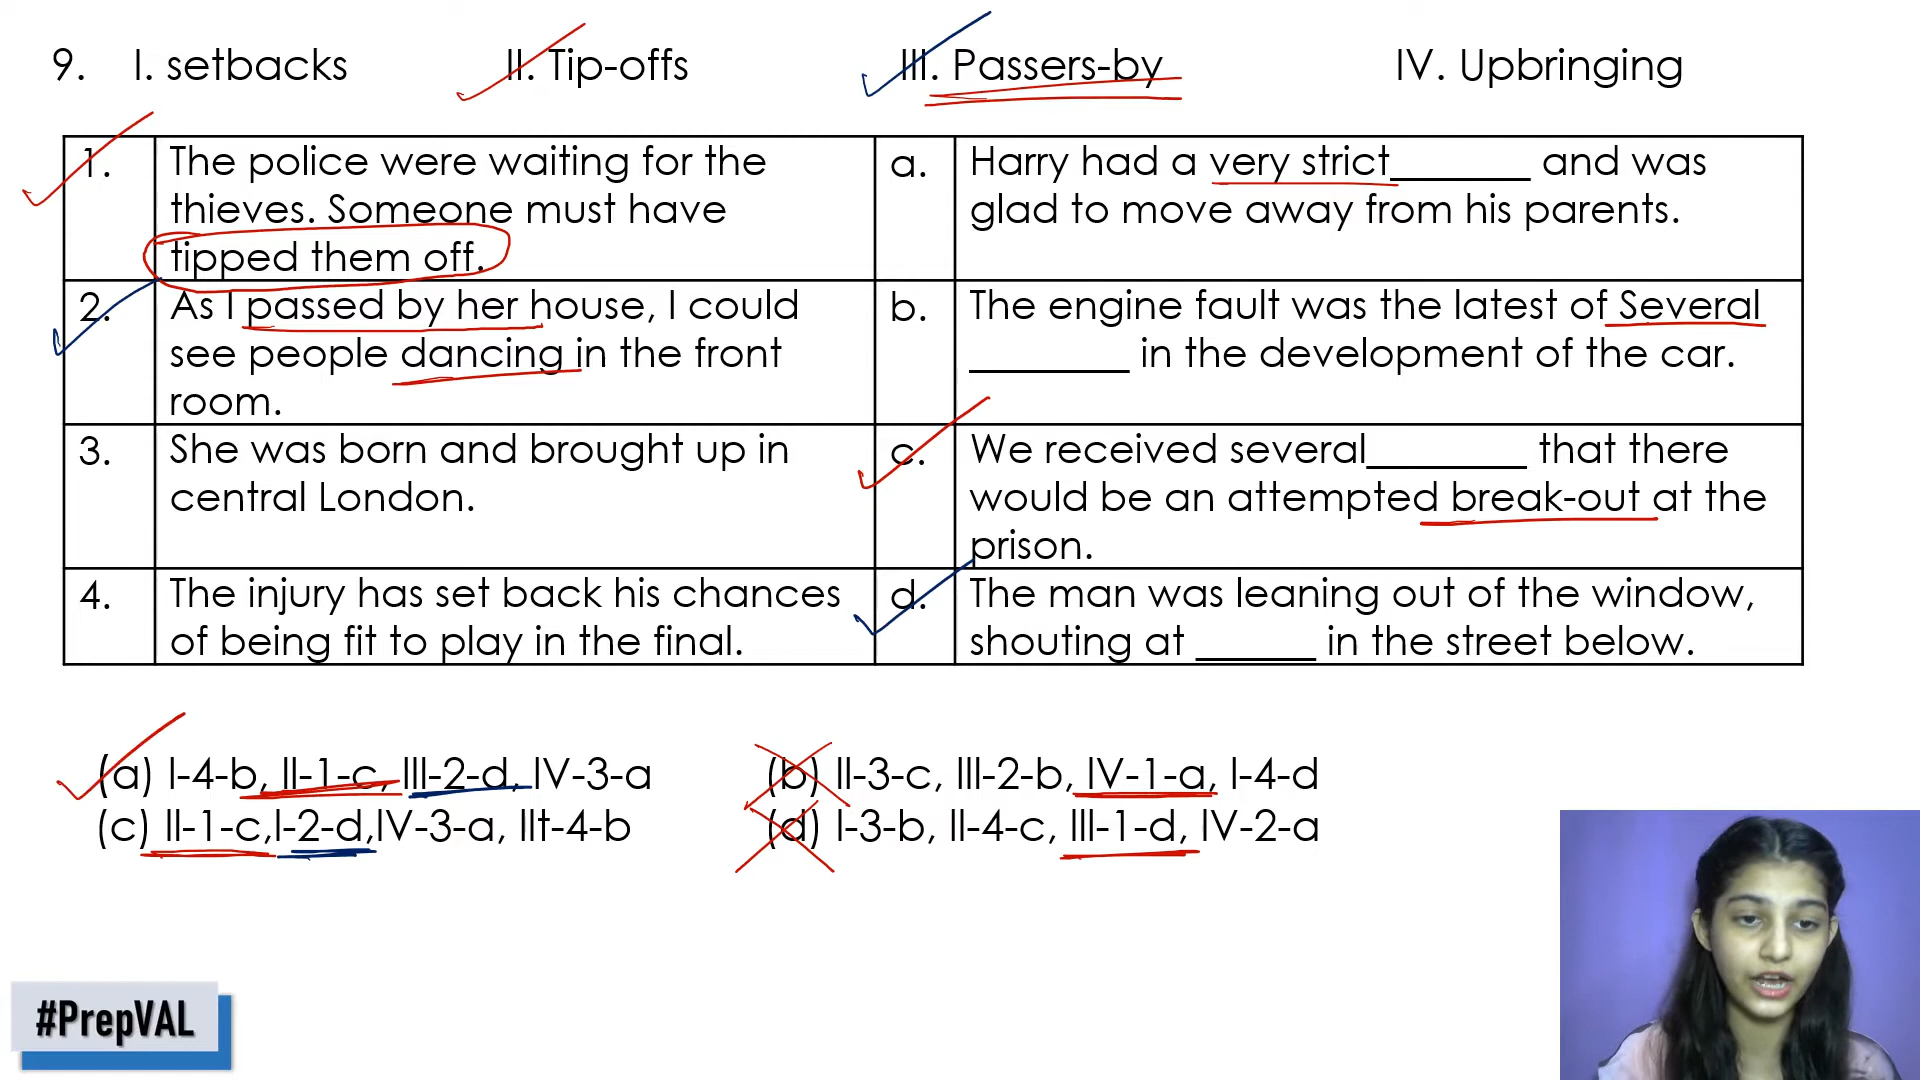 9. I. setbacks II. Tip-offs III. Passers-by IV. Upbringing
1. The police were waiting for the
thieves. Someone must have
tipped them off.
a. Harry had a very strict_______ and was
glad to move away from his parents.
2. As I passed by her house, I could
see people dancing in the front
room.
b. The engine fault was the latest of Several
________ in the development of the car.
3. She was born and brought up in
central London.
c. We received several________ that there
would be an attempted break-out at the
prison.
4. The injury has set back his chances
of being fit to play in the final.
d. The man was leaning out of the window,
shouting at ______ in the street below.
(a) I-4-b, II-1-c, III-2-d, IV-3-a (b) II-3-c, III-2-b, IV-1-a, I-4-d
(c) II-1-c,I-2-d,IV-3-a, IIt-4-b (d) I-3-b, II-4-c, III-1-d, IV-2-a
#PrepVAL